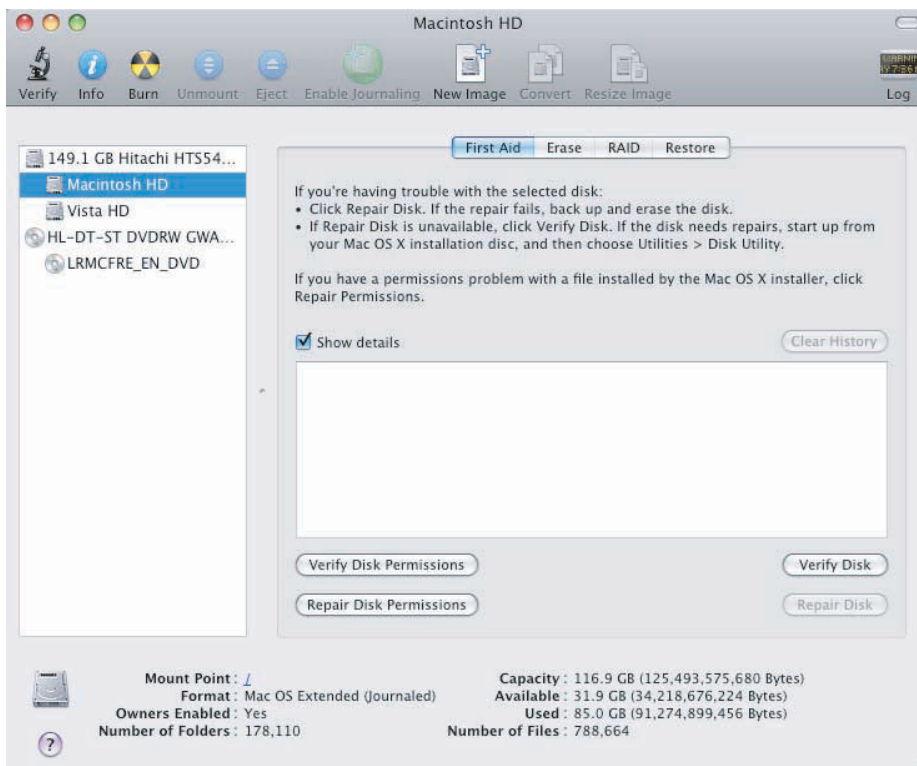 Macintosh HD
Verify Info Burn Unmount Eject Enable Journaling New Image Convert Resize Image Log
149.1 GB Hitachi HTS54...
Macintosh HD
Vista HD
HL-DT-ST DVDRW GWA...
LRMCFRE_EN_DVD
First Aid Erase RAID Restore
If you're having trouble with the selected disk:
• Click Repair Disk. If the repair fails, back up and erase the disk.
• If Repair Disk is unavailable, click Verify Disk. If the disk needs repairs, start up from
your Mac OS X installation disc, and then choose Utilities > Disk Utility.
If you have a permissions problem with a file installed by the Mac OS X installer, click
Repair Permissions.
Show details
Clear History
Verify Disk Permissions
Verify Disk
Repair Disk Permissions
Repair Disk
Mount Point : /
Format : Mac OS Extended (Journaled)
Owners Enabled : Yes
Number of Folders : 178,110
Capacity : 116.9 GB (125,493,575,680 Bytes)
Available : 31.9 GB (34,218,676,224 Bytes)
Used : 85.0 GB (91,274,899,456 Bytes)
Number of Files : 788,664
?